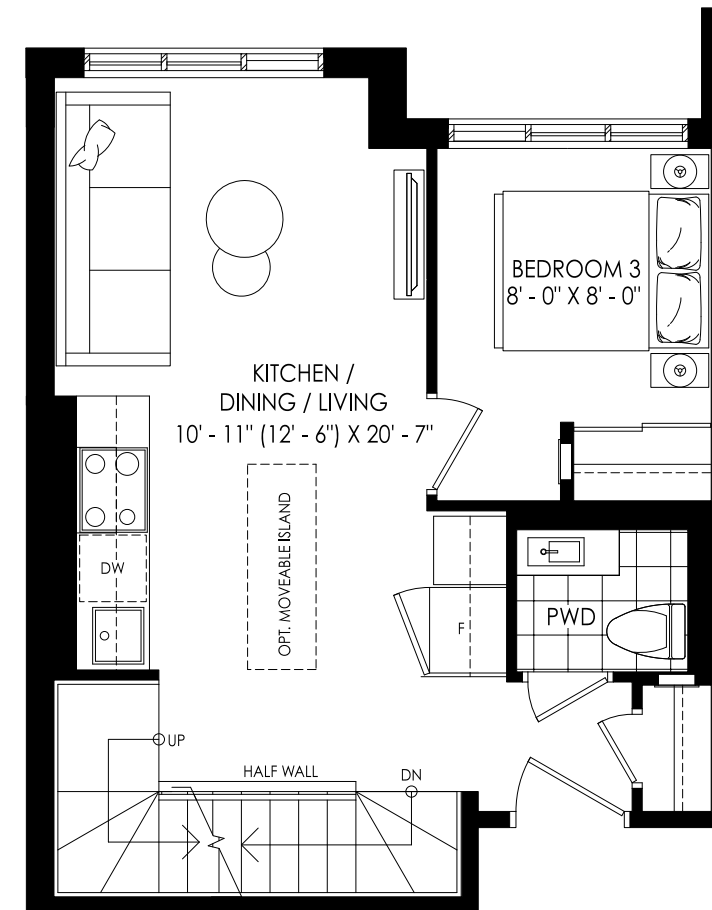 BEDROOM 3
8' - 0" X 8' - 0"
KITCHEN /
DINING / LIVING
10' - 11" (12' - 6") X 20' - 7"
OPT. MOVEABLE ISLAND
DW
F
PWD
UP
HALF WALL
DN